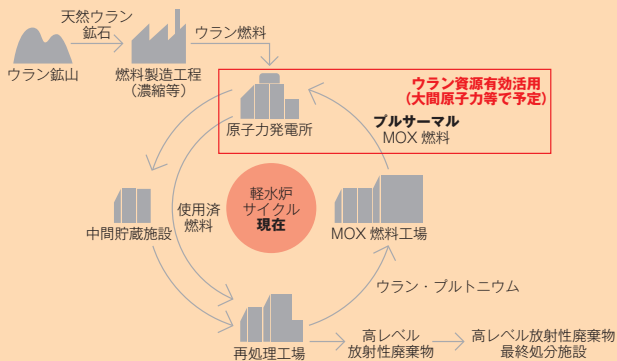 天然ウラン
鉱石
ウラン燃料
ウラン鉱山
燃料製造工程
(濃縮等)
ウラン資源有効活用
(大間原子力等で予定)
プルサーマル
MOX 燃料
原子力発電所
軽水炉
サイクル
現在
使用済
燃料
中間貯蔵施設
MOX 燃料工場
ウラン・プルトニウム
再処理工場
高レベル
放射性廃棄物
高レベル放射性廃棄物
最終処分施設